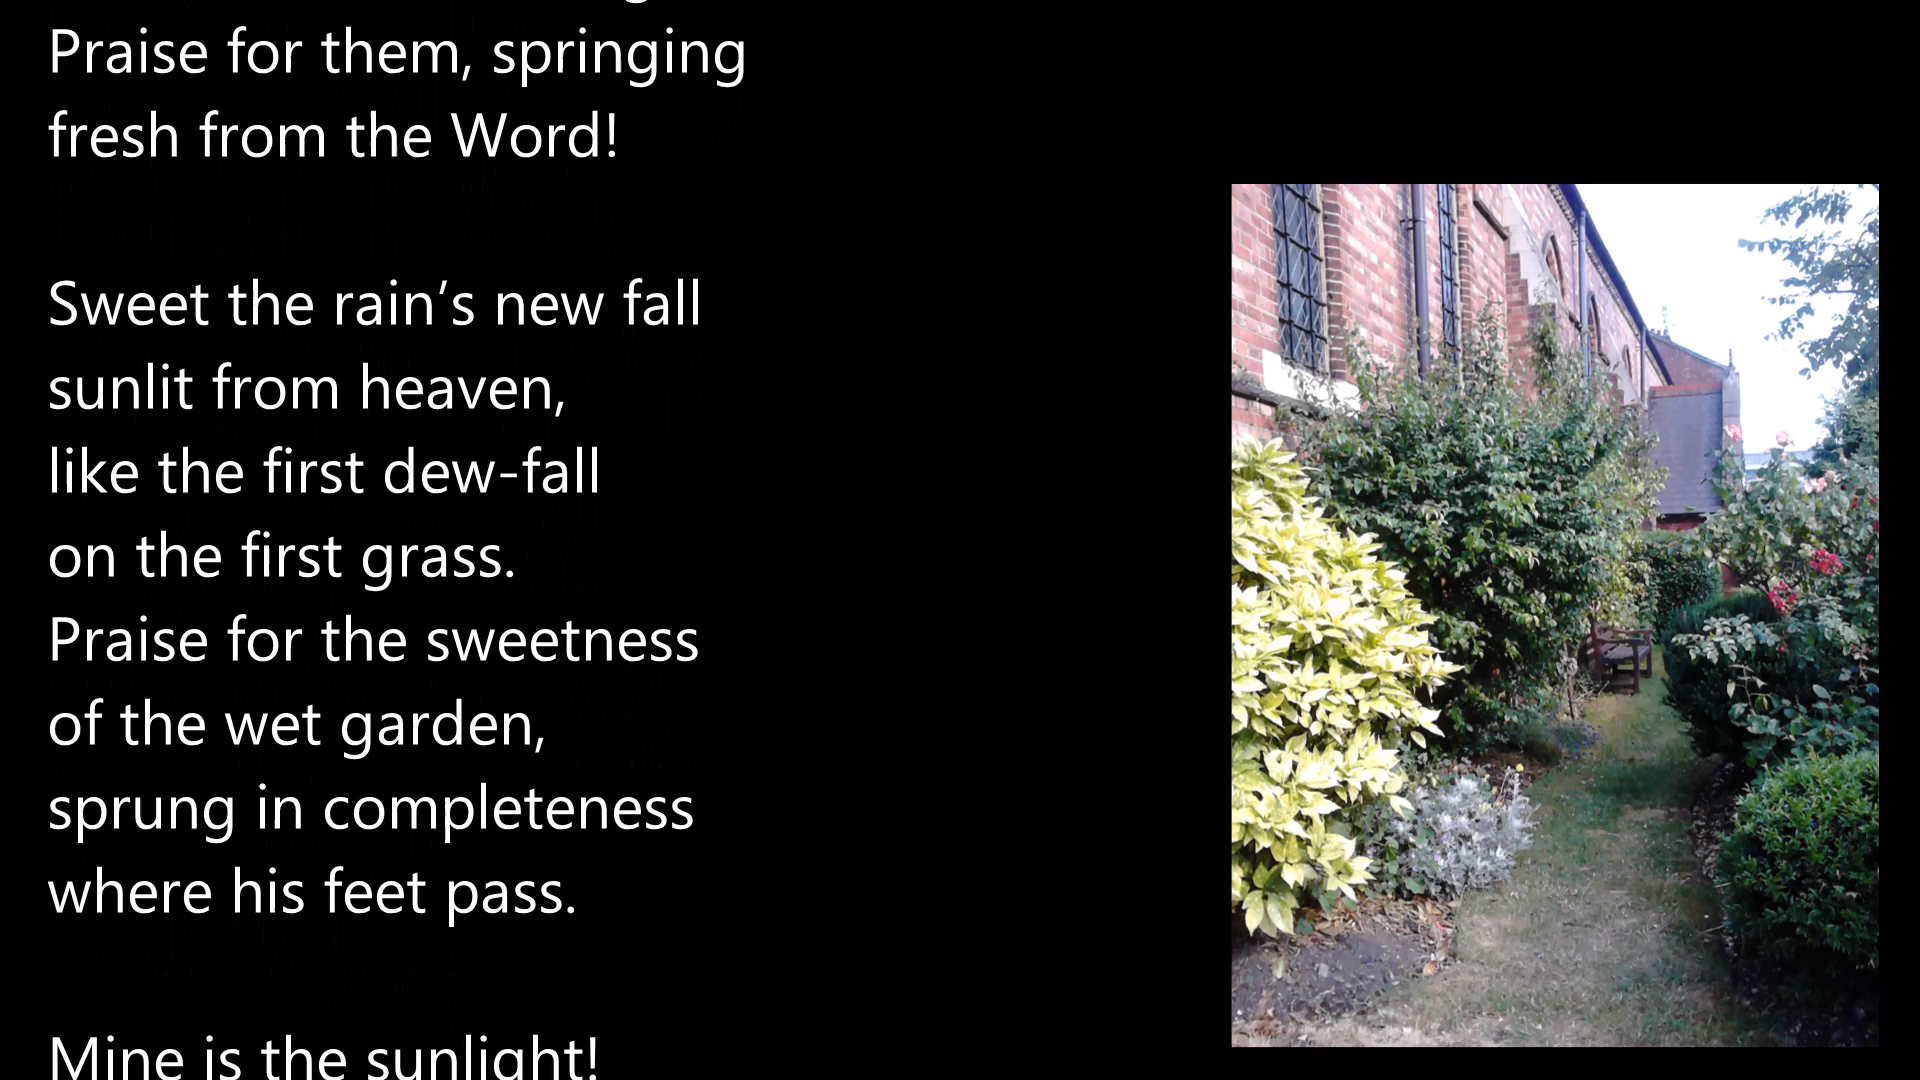 Praise for them, springing
fresh from the Word!
Sweet the rain’s new fall
sunlit from heaven,
like the first dew-fall
on the first grass.
Praise for the sweetness
of the wet garden,
sprung in completeness
where his feet pass.
Mine is the sunlight!